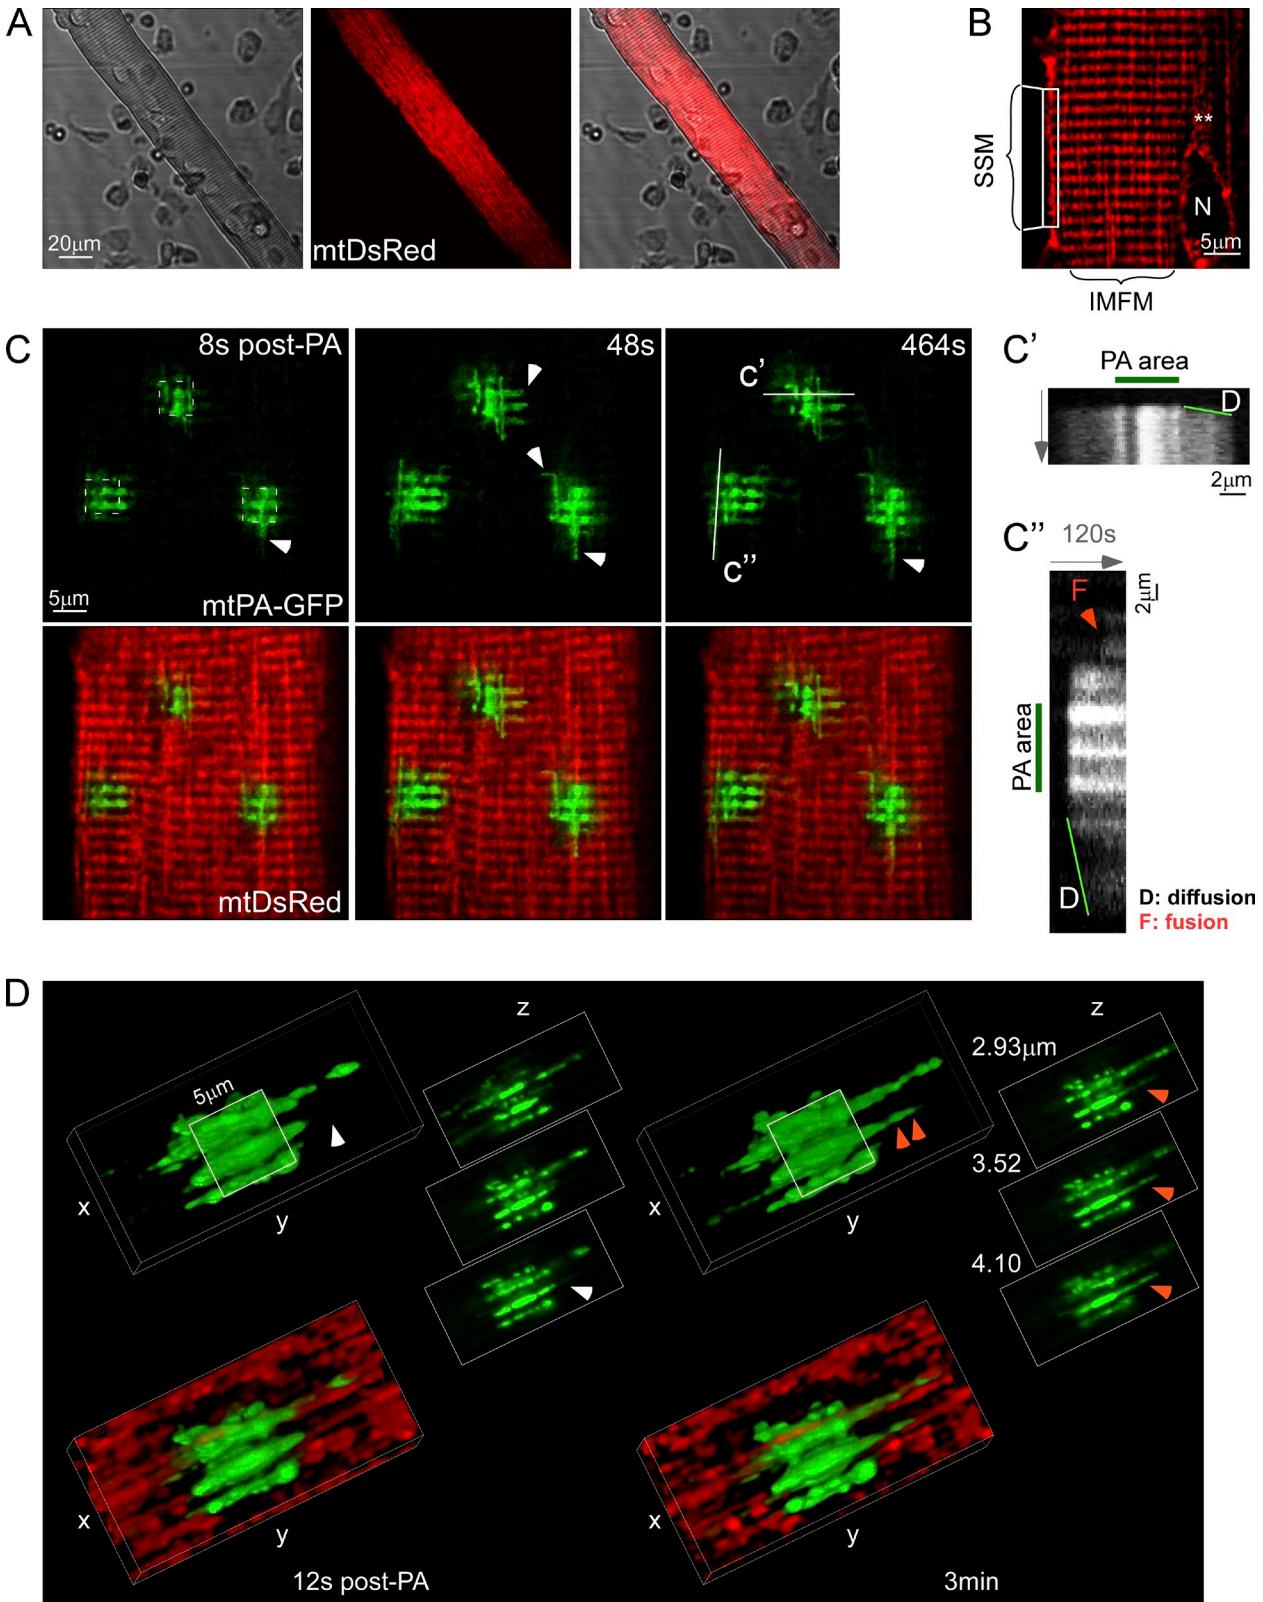 A
20μm
mtDsRed
B
SSM
**
N
5μm
IMFM
C
8s post-PA
48s
464s
c’
c’’
5μm
mtPA-GFP
mtDsRed
C’
PA area
D
2μm
C’’
120s
F
2μm
PA area
D
D: diffusion
F: fusion
D
5μm
x
y
z
x
y
z
2.93μm
3.52
4.10
x
y
x
y
12s post-PA
3min